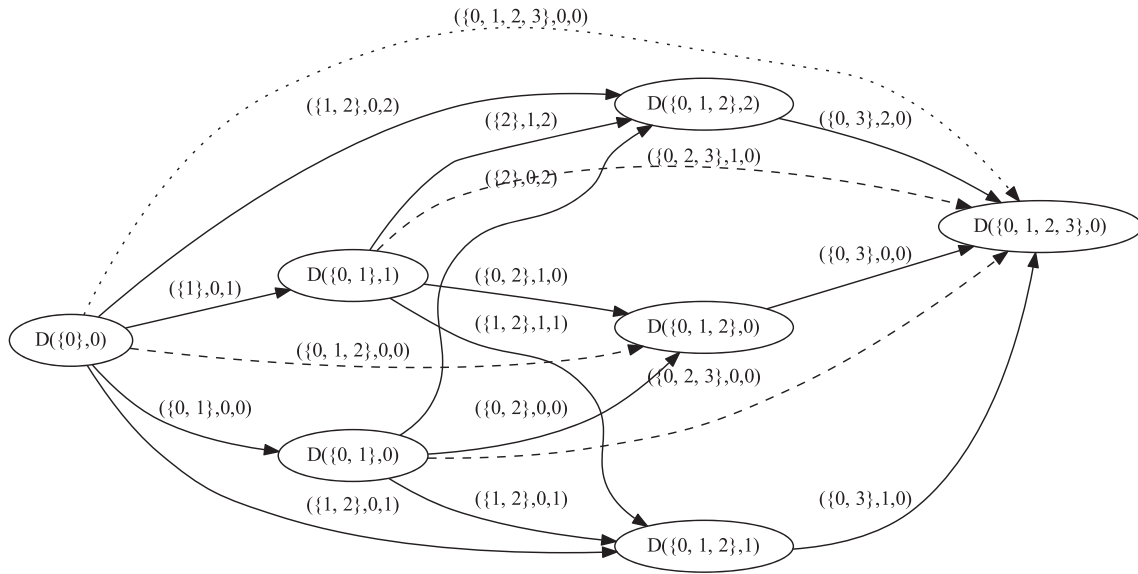 ({0, 1, 2, 3},0,0)
({1, 2},0,2)
D({0, 1, 2},2)
({2},1,2)
({0, 3},2,0)
({0, 2, 3},1,0)
({2},0,2)
D({0, 1, 2, 3},0)
({0, 3},0,0)
D({0, 1},1)
({0, 2},1,0)
({1},0,1)
({1, 2},1,1)
D({0, 1, 2},0)
D({0},0)
({0, 1, 2},0,0)
({0, 2, 3},0,0)
({0, 1},0,0)
({0, 2},0,0)
D({0, 1},0)
({1, 2},0,1)
({1, 2},0,1)
({0, 3},1,0)
D({0, 1, 2},1)